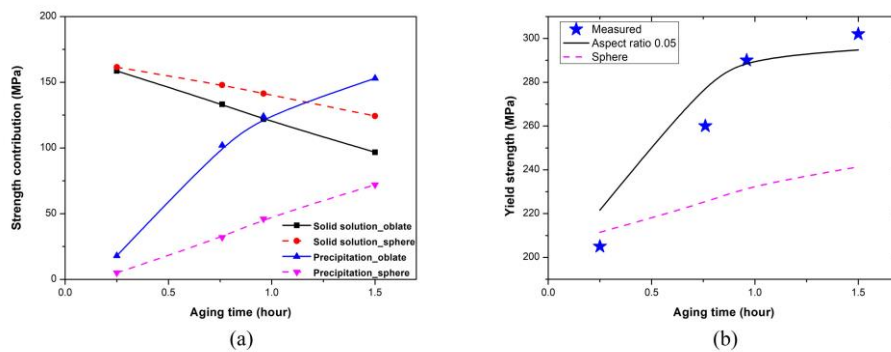 200
150
100
50
0
Strength contribution (MPa)
Solid solution_oblate
Solid solution_sphere
Precipitation_oblate
Precipitation_sphere
0.0 0.5 1.0 1.5
Aging time (hour)
(a)
Measured
Aspect ratio 0.05
Sphere
300
280
260
240
220
200
Yield strength (MPa)
0.0 0.5 1.0 1.5
Aging time (hour)
(b)